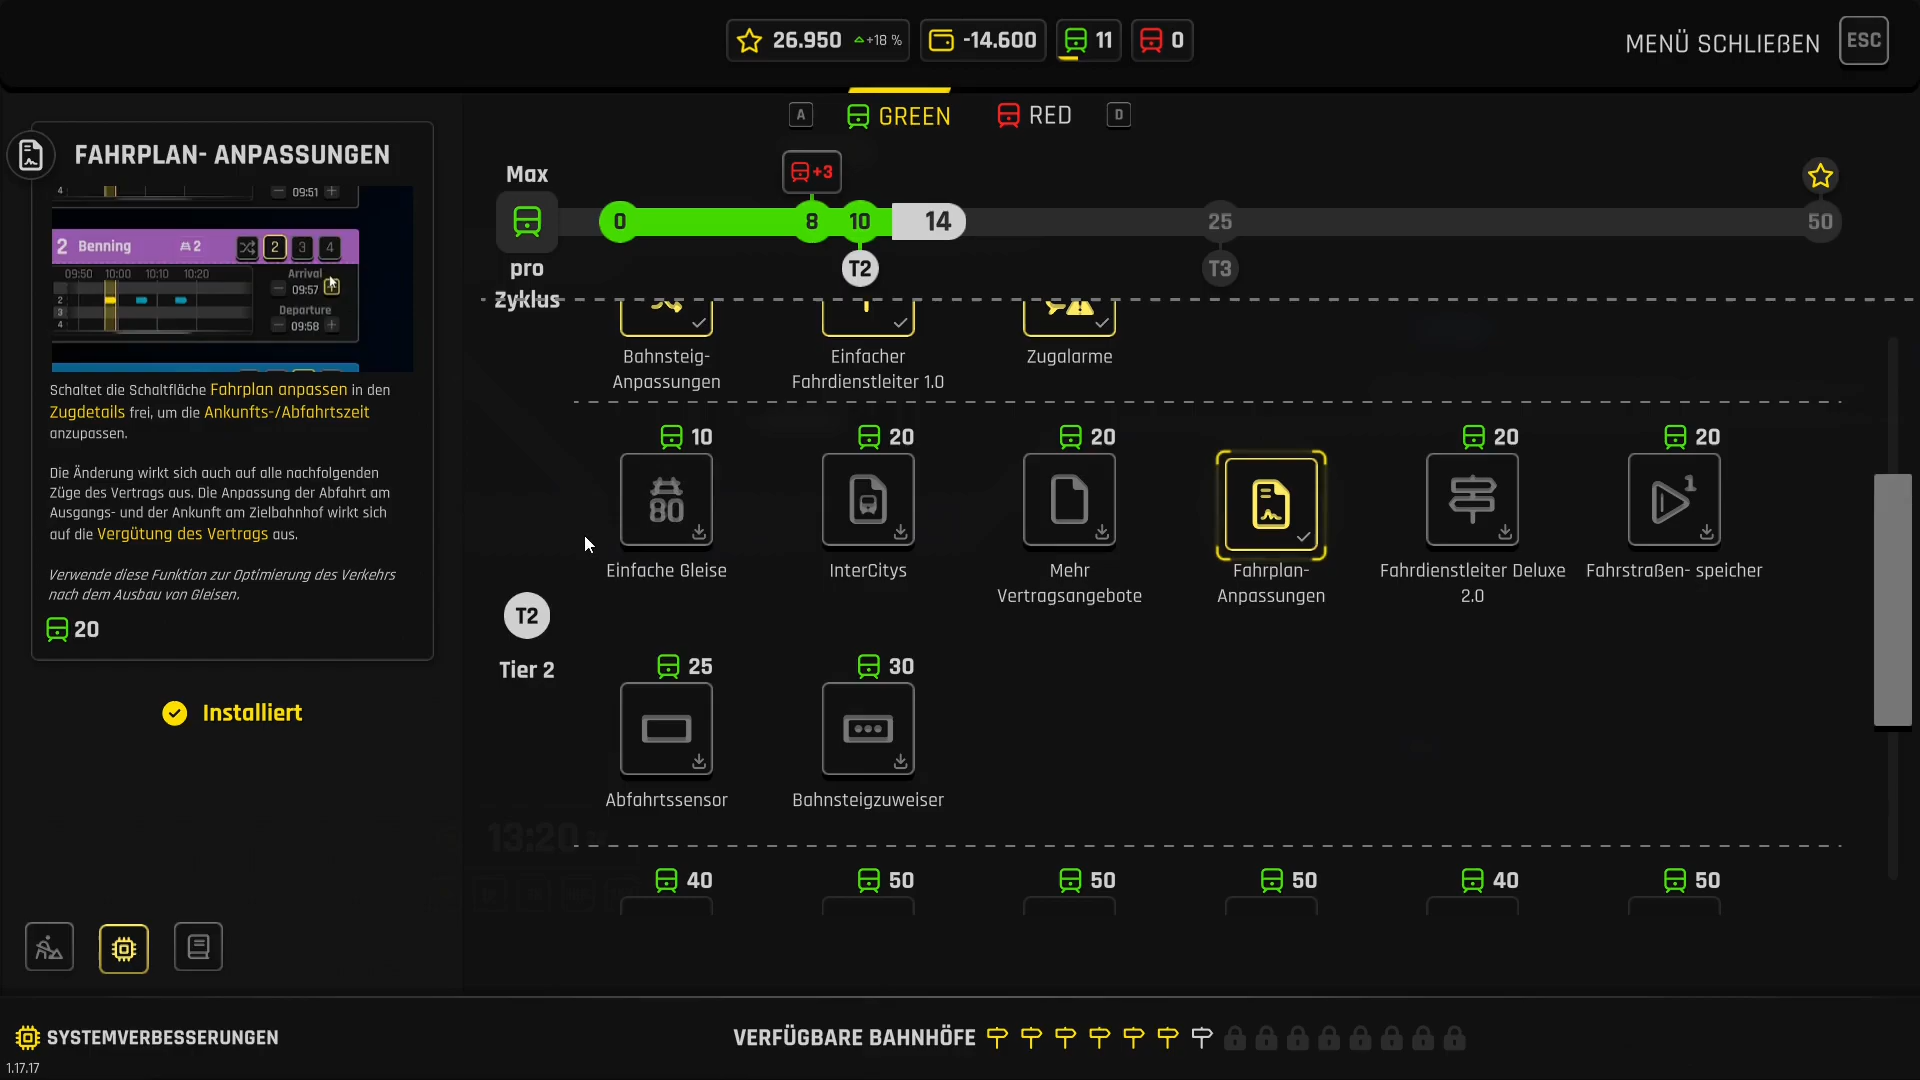 26.950 +18 %
-14.600
11
0
MENÜ SCHLIEẞEN ESC
A GREEN RED D
FAHRPLAN- ANPASSUNGEN
4 09:51
2 Benning 2 2 3 4
09:50 10:00 10:10 10:20 Arrival
2 09:57
3 Departure
4 09:58
Schaltet die Schaltfläche Fahrplan anpassen in den
Zugdetails frei, um die Ankunfts-/Abfahrtszeit
anzupassen.
Die Änderung wirkt sich auch auf alle nachfolgenden
Züge des Vertrags aus. Die Anpassung der Abfahrt am
Ausgangs- und der Ankunft am Zielbahnhof wirkt sich
auf die Vergütung des Vertrags aus.
Verwende diese Funktion zur Optimierung des Verkehrs
nach dem Ausbau von Gleisen.
20
Installiert
Max
pro
Zyklus
+3
0 8 10 14 25 50
T2 T3
Bahnsteig-
Anpassungen
Einfacher
Fahrdienstleiter 1.0
Zugalarme
T2
Tier 2
10
80
Einfache Gleise
20
InterCitys
20
Mehr
Vertragsangebote
Fahrplan-
Anpassungen
20
Fahrdienstleiter Deluxe
2.0
20
1
Fahrstraßen- speicher
25
Abfahrtssensor
30
Bahnsteigzuweiser
13:20
40 50 50 50 40 50
SYSTEMVERBESSERUNGEN
VERFÜGBARE BAHNHÖFE
1.17.17